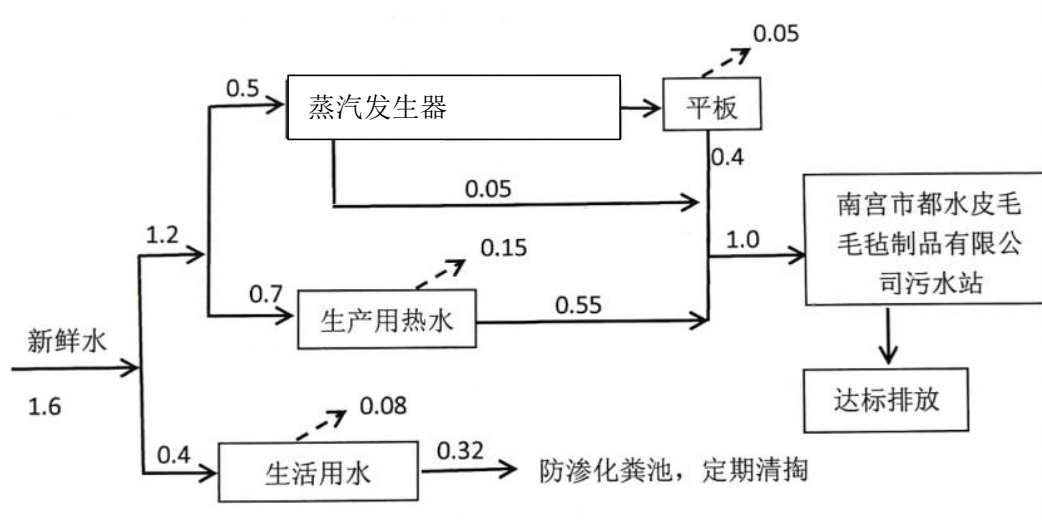 0.05
0.5
蒸汽发生器
平板
0.4
0.05
南宫市都水皮毛
毛毡制品有限公
司污水站
1.2
0.15
1.0
0.7
生产用热水
0.55
新鲜水
1.6
达标排放
0.08
0.4
生活用水
0.32
防渗化粪池，定期清掏